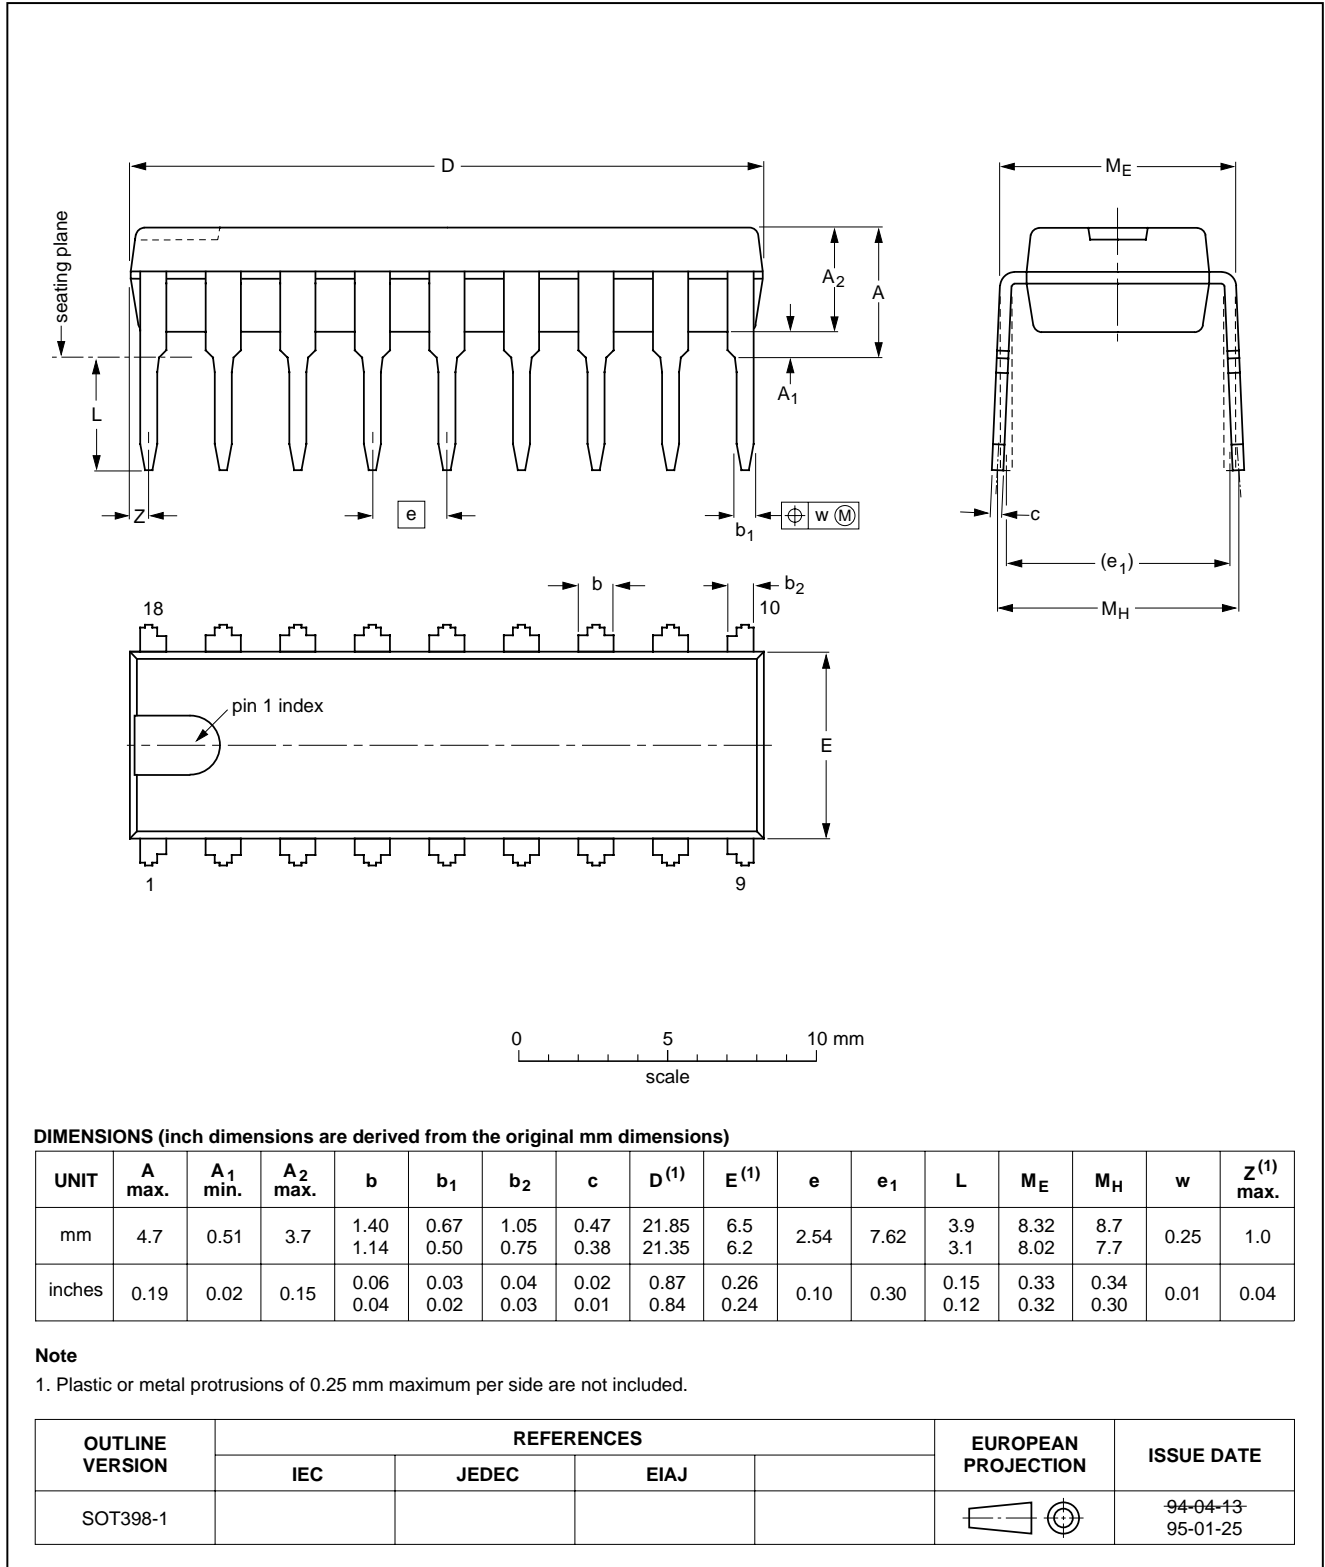 D
M_E
seating plane
A_2
A
A_1
L
Z
e
b_1
w M
c
(e_1)
M_H
b
b_2
18
10
pin 1 index
E
1
9
0 5 10 mm
scale
DIMENSIONS (inch dimensions are derived from the original mm dimensions)
UNIT A max. A1 min. A2 max. b b1 b2 c D(1) E(1) e e1 L ME MH w Z(1) max.
mm 4.7 0.51 3.7 1.40 1.14 0.67 0.50 1.05 0.75 0.47 0.38 21.85 21.35 6.5 6.2 2.54 7.62 3.9 3.1 8.32 8.02 8.7 7.7 0.25 1.0
inches 0.19 0.02 0.15 0.06 0.04 0.03 0.02 0.04 0.03 0.02 0.01 0.87 0.84 0.26 0.24 0.10 0.30 0.15 0.12 0.33 0.32 0.34 0.30 0.01 0.04
Note
1. Plastic or metal protrusions of 0.25 mm maximum per side are not included.
OUTLINE VERSION
REFERENCES
IEC JEDEC EIAJ
EUROPEAN PROJECTION
ISSUE DATE
SOT398-1
94-04-13
95-01-25